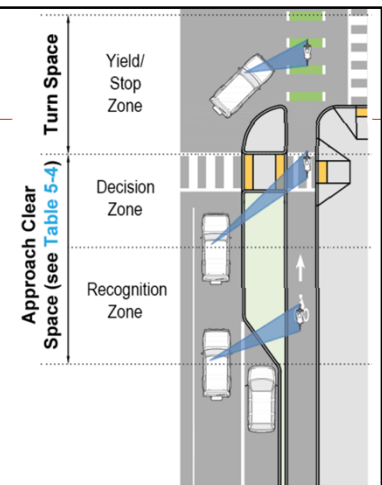 Turn Space
Yield/
Stop
Zone
Approach Clear
Space (see Table 5-4)
Decision
Zone
Recognition
Zone